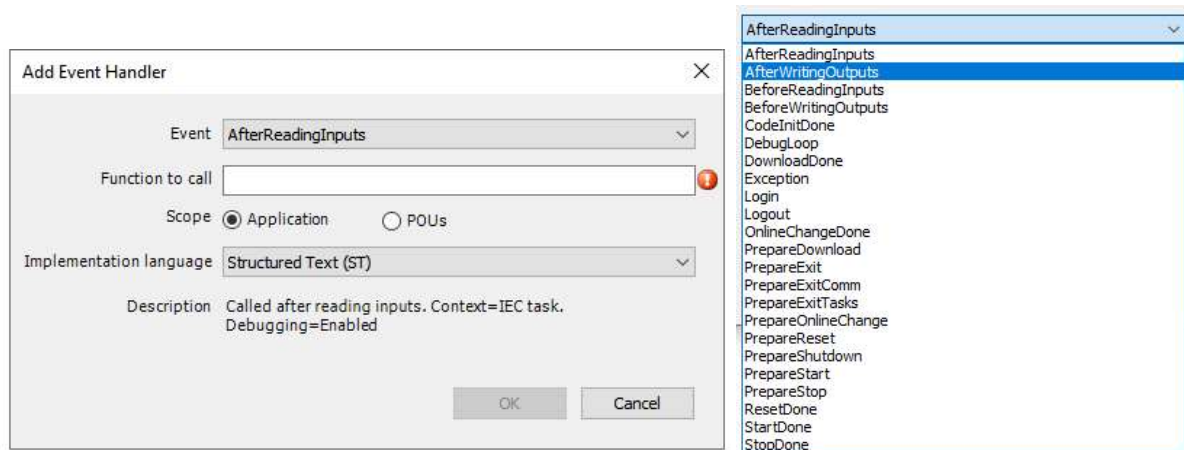 Add Event Handler
Event AfterReadingInputs
Function to call
Scope Application POUs
Implementation language Structured Text (ST)
Description Called after reading inputs. Context=IEC task.
Debugging=Enabled
OK Cancel
AfterReadingInputs
AfterReadingInputs
AfterWritingOutputs
BeforeReadingInputs
BeforeWritingOutputs
CodeInitDone
DebugLoop
DownloadDone
Exception
Login
Logout
OnlineChangeDone
PrepareDownload
PrepareExit
PrepareExitComm
PrepareExitTasks
PrepareOnlineChange
PrepareReset
PrepareShutdown
PrepareStart
PrepareStop
ResetDone
StartDone
StopDone